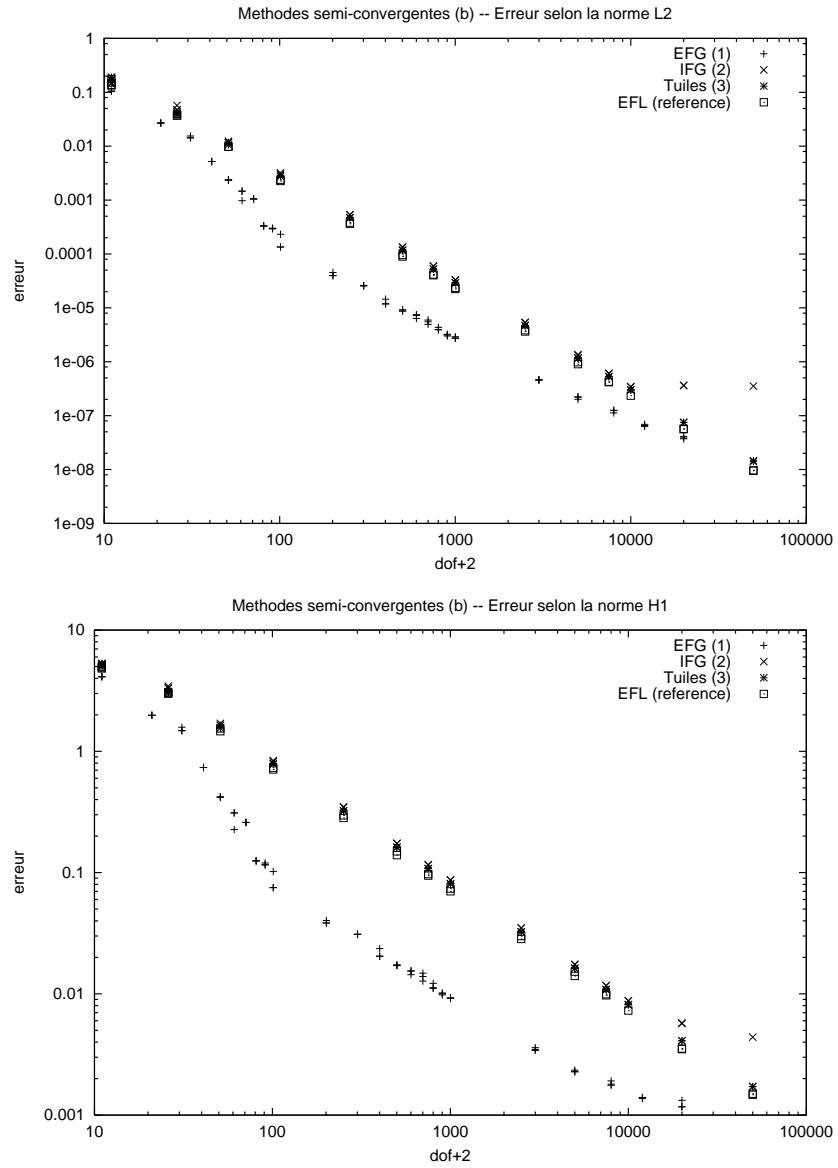 Methodes semi-convergentes (b) -- Erreur selon la norme L2
1
0.1
0.01
0.001
0.0001
1e-05
1e-06
1e-07
1e-08
1e-09
erreur
EFG (1)
IFG (2)
Tuiles (3)
EFL (reference)
10
100
1000
10000
100000
dof+2
Methodes semi-convergentes (b) -- Erreur selon la norme H1
10
1
0.1
0.01
0.001
erreur
EFG (1)
IFG (2)
Tuiles (3)
EFL (reference)
10
100
1000
10000
100000
dof+2